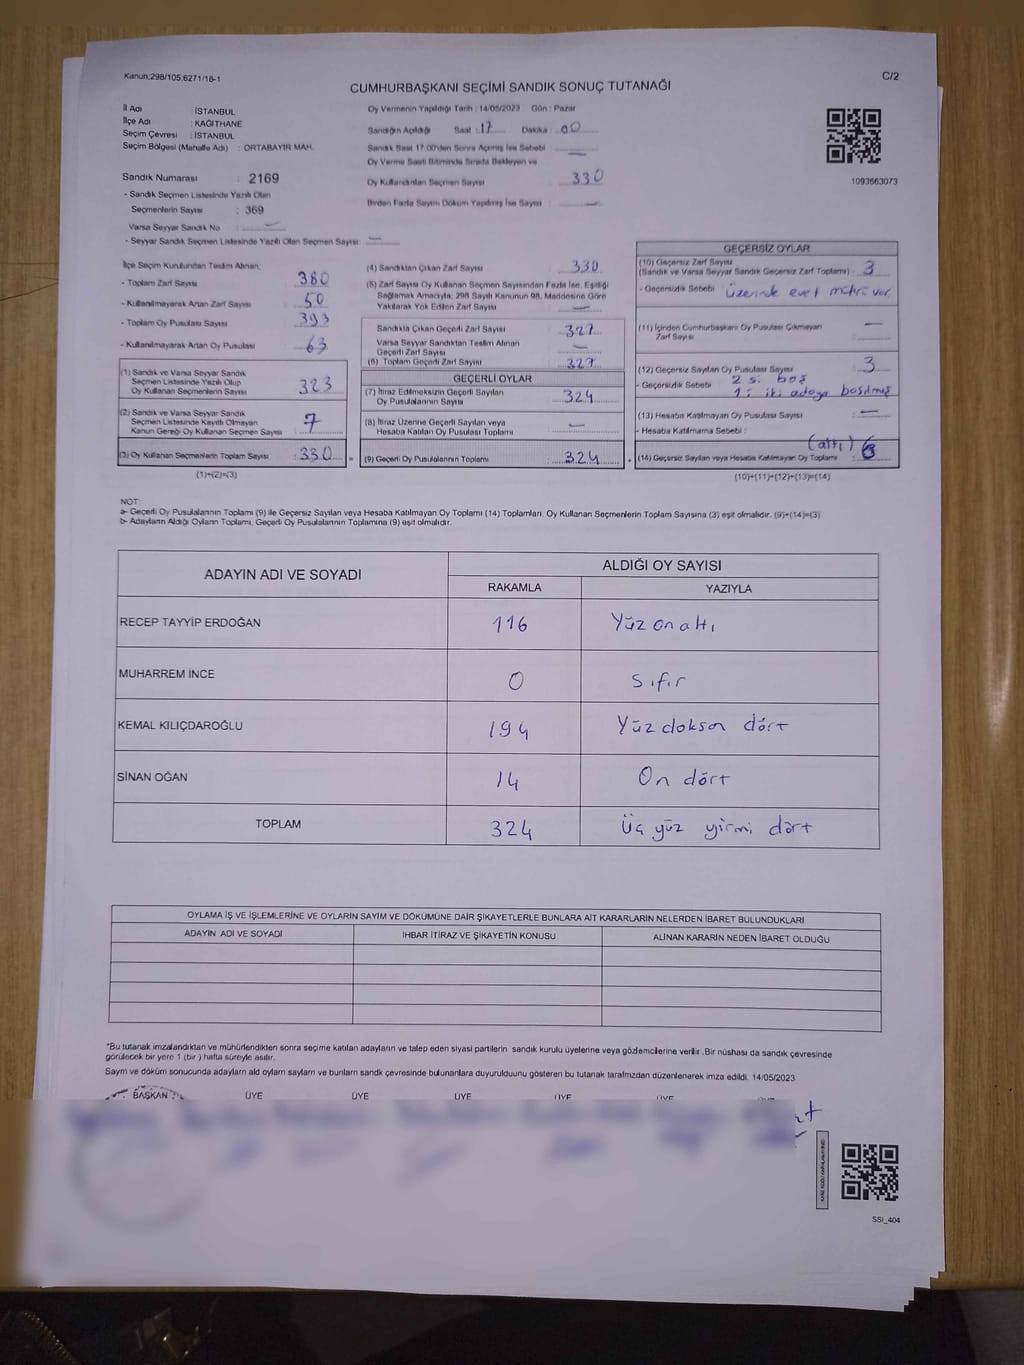 Kanun:298/105;6271/18-1
C/2
CUMHURBAŞKANI SEÇİMİ SANDIK SONUÇ TUTANAĞI
İl Adı : İSTANBUL
İlçe Adı : KAĞITHANE
Seçim Çevresi : İSTANBUL
Seçim Bölgesi (Mahalle Adı) : ORTABAYIR MAH.
Sandık Numarası : 2169
- Sandık Seçmen Listesinde Yazılı Olan
Seçmenlerin Sayısı : 369
Varsa Seyyar Sandık No : —
- Seyyar Sandık Seçmen Listesinde Yazılı Olan Seçmen Sayısı: —
Oy Vermenin Yapıldığı Tarih : 14/05/2023 Gün : Pazar
Sandığın Açıldığı Saat : 17 Dakika : 00
Sandık Saat 17:00'den Sonra Açılmış İse Sebebi : —
Oy Verme Saati Bitiminde Sırada Bekleyen ve
Oy Kullandırılan Seçmen Sayısı 330
Birden Fazla Sayım Döküm Yapılmış İse Sayısı : —
1093563073
İlçe Seçim Kurulundan Teslim Alınan;
- Toplam Zarf Sayısı : 380
- Kullanılmayarak Artan Zarf Sayısı : 50
- Toplam Oy Pusulası Sayısı : 393
- Kullanılmayarak Artan Oy Pusulası : 63
(1) Sandık ve Varsa Seyyar Sandık
Seçmen Listesinde Yazılı Olup
Oy Kullanan Seçmenlerin Sayısı : 323
(2) Sandık ve Varsa Seyyar Sandık
Seçmen Listesinde Kayıtlı Olmayan
Kanun Gereği Oy Kullanan Seçmen Sayısı : 7
(3) Oy Kullanan Seçmenlerin Toplam Sayısı : 330
(1)+(2)=(3)
(4) Sandıktan Çıkan Zarf Sayısı : 330
(5) Zarf Sayısı Oy Kullanan Seçmen Sayısından Fazla İse, Eşitliği
Sağlamak Amacıyla, 298 Sayılı Kanunun 98. Maddesine Göre
Yakılarak Yok Edilen Zarf Sayısı : —
Sandıkta Çıkan Geçerli Zarf Sayısı : 327
Varsa Seyyar Sandıktan Teslim Alınan
Geçerli Zarf Sayısı : —
(6) Toplam Geçerli Zarf Sayısı : 327
GEÇERLİ OYLAR
(7) İtiraz Edilmeksizin Geçerli Sayılan
Oy Pusulalarının Sayısı : 324
(8) İtiraz Üzerine Geçerli Sayılan veya
Hesaba Katılan Oy Pusulası Toplamı : —
(9) Geçerli Oy Pusulalarının Toplamı : 324
GEÇERSİZ OYLAR
(10) Geçersiz Zarf Sayısı
(Sandık ve Varsa Seyyar Sandık Geçersiz Zarf Toplamı) : 3
- Geçersizlik Sebebi : üzerinde evet mührü var
(11) İçinden Cumhurbaşkanı Oy Pusulası Çıkmayan
Zarf Sayısı : —
(12) Geçersiz Sayılan Oy Pusulası Sayısı : 3
- Geçersizlik Sebebi : 2 si boş
1 i iki adaya basılmış
(13) Hesaba Katılmayan Oy Pusulası Sayısı : —
- Hesaba Katılmama Sebebi :
(altı)
(14) Geçersiz Sayılan veya Hesaba Katılmayan Oy Toplamı : 6
(10)+(11)+(12)+(13)=(14)
NOT:
a- Geçerli Oy Pusulalarının Toplamı (9) ile Geçersiz Sayılan veya Hesaba Katılmayan Oy Toplamı (14) Toplamları, Oy Kullanan Seçmenlerin Toplam Sayısına (3) eşit olmalıdır. (9)+(14)=(3)
b- Adayların Aldığı Oyların Toplamı, Geçerli Oy Pusulalarının Toplamına (9) eşit olmalıdır.
ADAYIN ADI VE SOYADI
ALDIĞI OY SAYISI
RAKAMLA YAZIYLA
RECEP TAYYİP ERDOĞAN 116 Yüz on altı
MUHARREM İNCE 0 Sıfır
KEMAL KILIÇDAROĞLU 194 Yüz doksan dört
SİNAN OĞAN 14 On dört
TOPLAM 324 Üç yüz yirmi dört
OYLAMA İŞ VE İŞLEMLERİNE VE OYLARIN SAYIM VE DÖKÜMÜNE DAİR ŞİKAYETLERLE BUNLARA AİT KARARLARIN NELERDEN İBARET BULUNDUKLARI
ADAYIN ADI VE SOYADI İHBAR İTİRAZ VE ŞİKAYETİN KONUSU ALINAN KARARIN NEDEN İBARET OLDUĞU
*Bu tutanak imzalandıktan ve mühürlendikten sonra seçime katılan adayların ve talep eden siyasi partilerin sandık kurulu üyelerine veya gözlemcilerine verilir .Bir nüshası da sandık çevresinde
görülecek bir yere 1 (bir ) hafta süreyle asılır.
Sayım ve döküm sonucunda adayların ald oyların sayıları ve bunların sandk çevresinde bulunanlara duyurulduunu gösteren bu tutanak tarafmzdan düzenlenerek imza edildi. 14/05/2023
BAŞKAN ÜYE ÜYE ÜYE ÜYE ÜYE
SSI_404